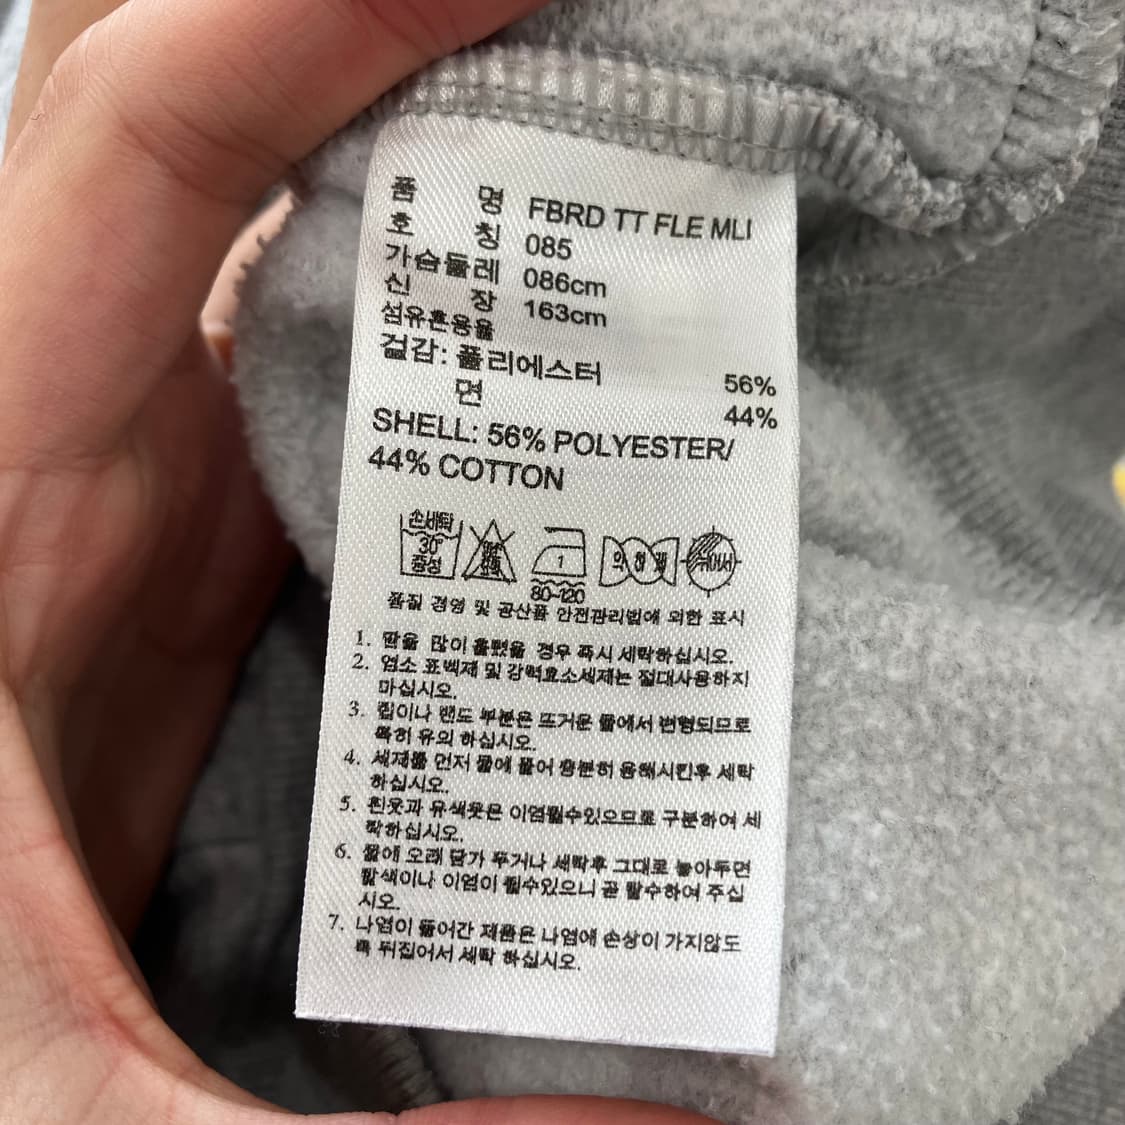 품 명 FBRD TT FLE MLI
호 칭 085
가슴둘레 086cm
신 장 163cm
섬유혼용율
겉감: 폴리에스터 56%
면 44%
SHELL: 56% POLYESTER/
44% COTTON
손세탁
30°
중성
1
약하게
뉘어서
80~120
품질 경영 및 공산품 안전관리법에 의한 표시
1. 땀을 많이 흘렸을 경우 즉시 세탁하십시오.
2. 염소 표백제 및 강력효소세제는 절대사용하지
마십시오.
3. 립이나 밴드 부분은 뜨거운 물에서 변형되므로
특히 유의 하십시오.
4. 세제를 먼저 물에 풀어 충분히 용해시킨후 세탁
하십시오.
5. 흰옷과 유색옷은 이염될수있으므로 구분하여 세
탁하십시오.
6. 물에 오래 담가 두거나 세탁후 그대로 놓아두면
탈색이나 이염이 될수있으니 곧 탈수하여 주십
시오.
7. 나염이 들어간 제품은 나염에 손상이 가지않도
록 뒤집어서 세탁 하십시오.